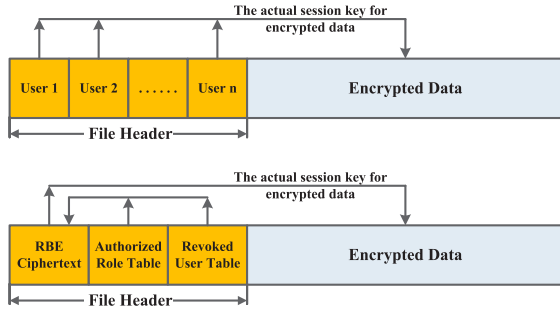 The actual session key for
encrypted data
User 1 User 2 ...... User n Encrypted Data
File Header
The actual session key for
encrypted data
RBE Ciphertext
Authorized Role Table
Revoked User Table
Encrypted Data
File Header